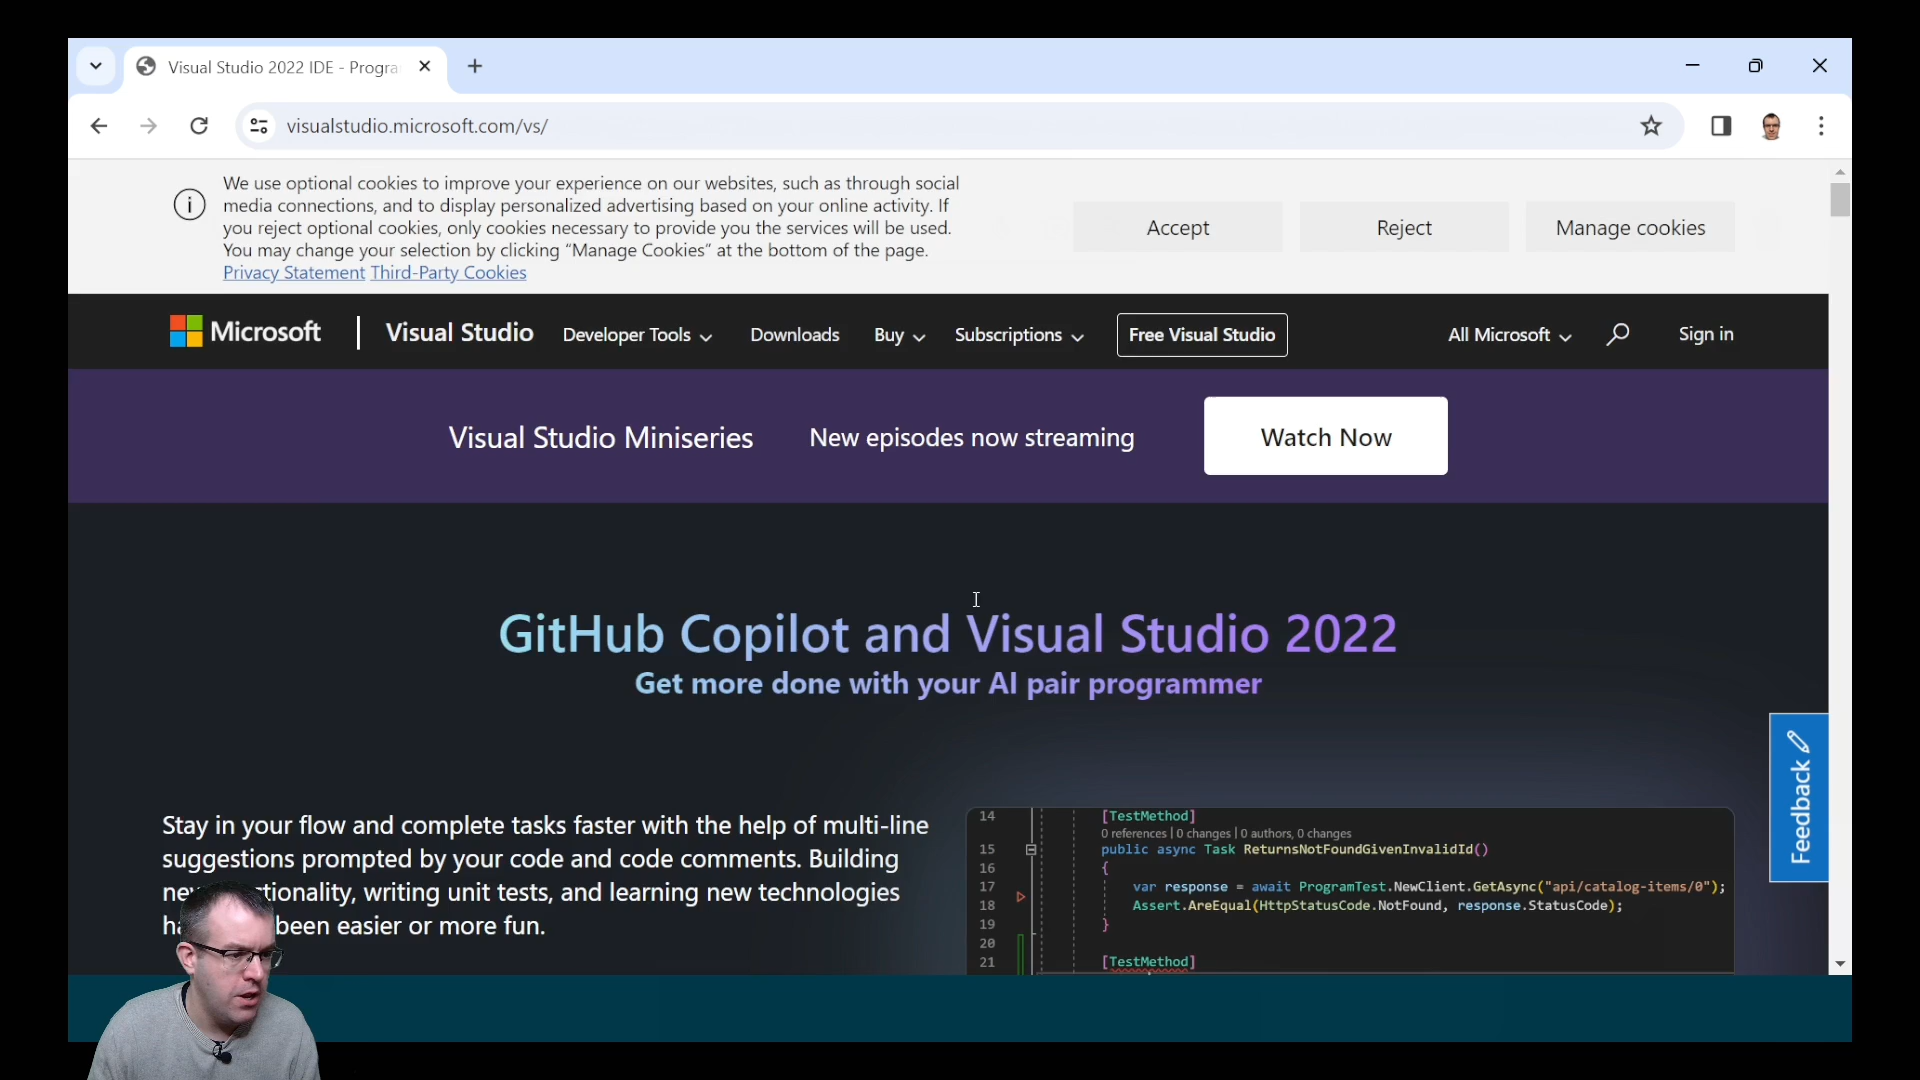 Visual Studio 2022 IDE - Progra
visualstudio.microsoft.com/vs/
We use optional cookies to improve your experience on our websites, such as through social
media connections, and to display personalized advertising based on your online activity. If
you reject optional cookies, only cookies necessary to provide you the services will be used.
You may change your selection by clicking “Manage Cookies” at the bottom of the page.
Privacy Statement Third-Party Cookies
Accept
Reject
Manage cookies
Microsoft
Visual Studio
Developer Tools
Downloads
Buy
Subscriptions
Free Visual Studio
All Microsoft
Sign in
Visual Studio Miniseries
New episodes now streaming
Watch Now
GitHub Copilot and Visual Studio 2022
Get more done with your AI pair programmer
Stay in your flow and complete tasks faster with the help of multi-line
suggestions prompted by your code and code comments. Building
tionality, writing unit tests, and learning new technologies
been easier or more fun.
14 [TestMethod]
0 references | 0 changes | 0 authors, 0 changes
15 public async Task ReturnsNotFoundGivenInvalidId()
16 {
17 var response = await ProgramTest.NewClient.GetAsync("api/catalog-items/0");
18 Assert.AreEqual(HttpStatusCode.NotFound, response.StatusCode);
19 }
20
21 [TestMethod]
Feedback